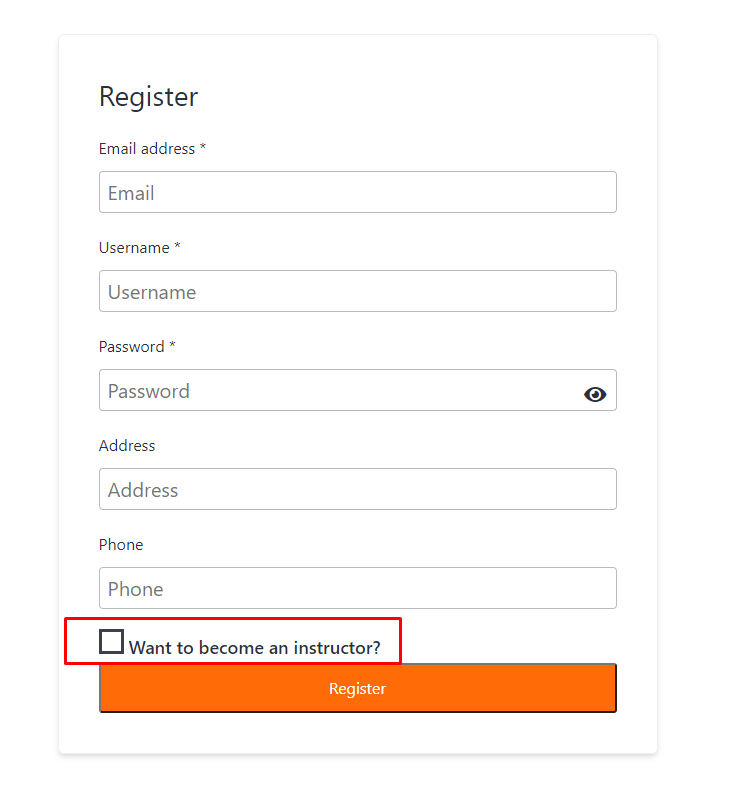 Register
Email address *
Email
Username *
Username
Password *
Password
Address
Address
Phone
Phone
Want to become an instructor?
Register